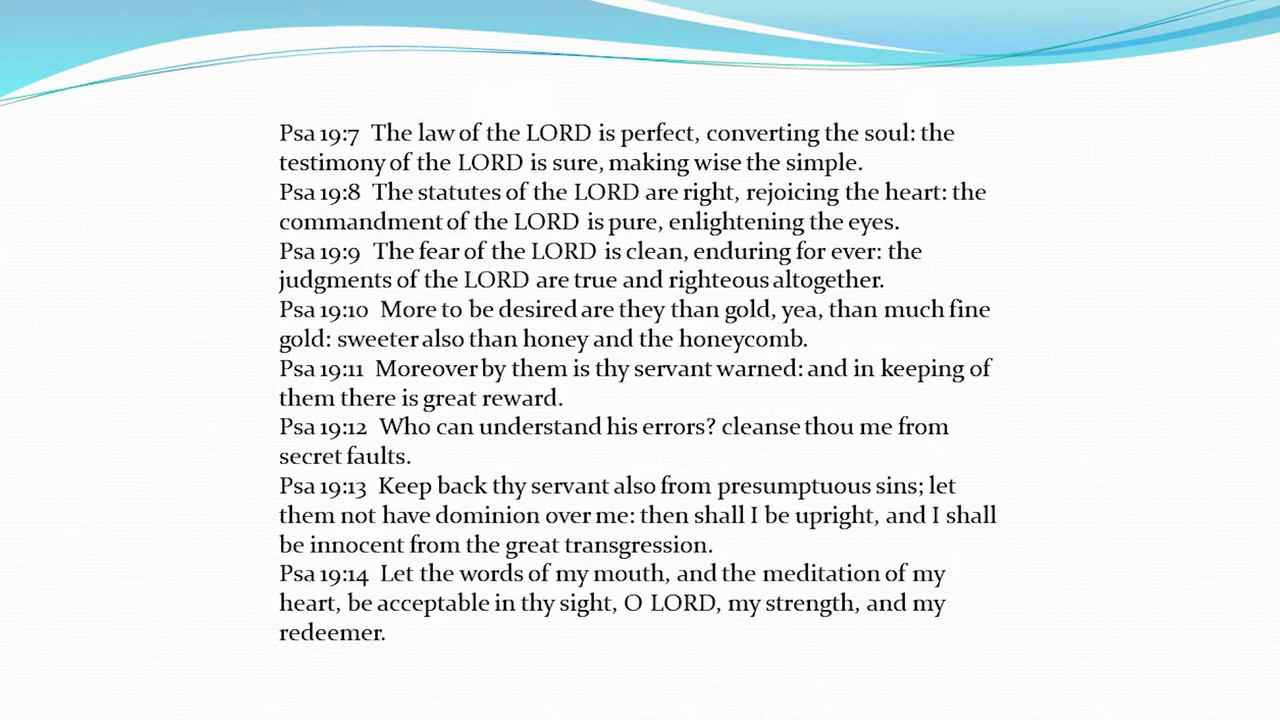 Psa 19:7  The law of the LORD is perfect, converting the soul: the
testimony of the LORD is sure, making wise the simple.
Psa 19:8  The statutes of the LORD are right, rejoicing the heart: the
commandment of the LORD is pure, enlightening the eyes.
Psa 19:9  The fear of the LORD is clean, enduring for ever: the
judgments of the LORD are true and righteous altogether.
Psa 19:10  More to be desired are they than gold, yea, than much fine
gold: sweeter also than honey and the honeycomb.
Psa 19:11  Moreover by them is thy servant warned: and in keeping of
them there is great reward.
Psa 19:12  Who can understand his errors? cleanse thou me from
secret faults.
Psa 19:13  Keep back thy servant also from presumptuous sins; let
them not have dominion over me: then shall I be upright, and I shall
be innocent from the great transgression.
Psa 19:14  Let the words of my mouth, and the meditation of my
heart, be acceptable in thy sight, O LORD, my strength, and my
redeemer.